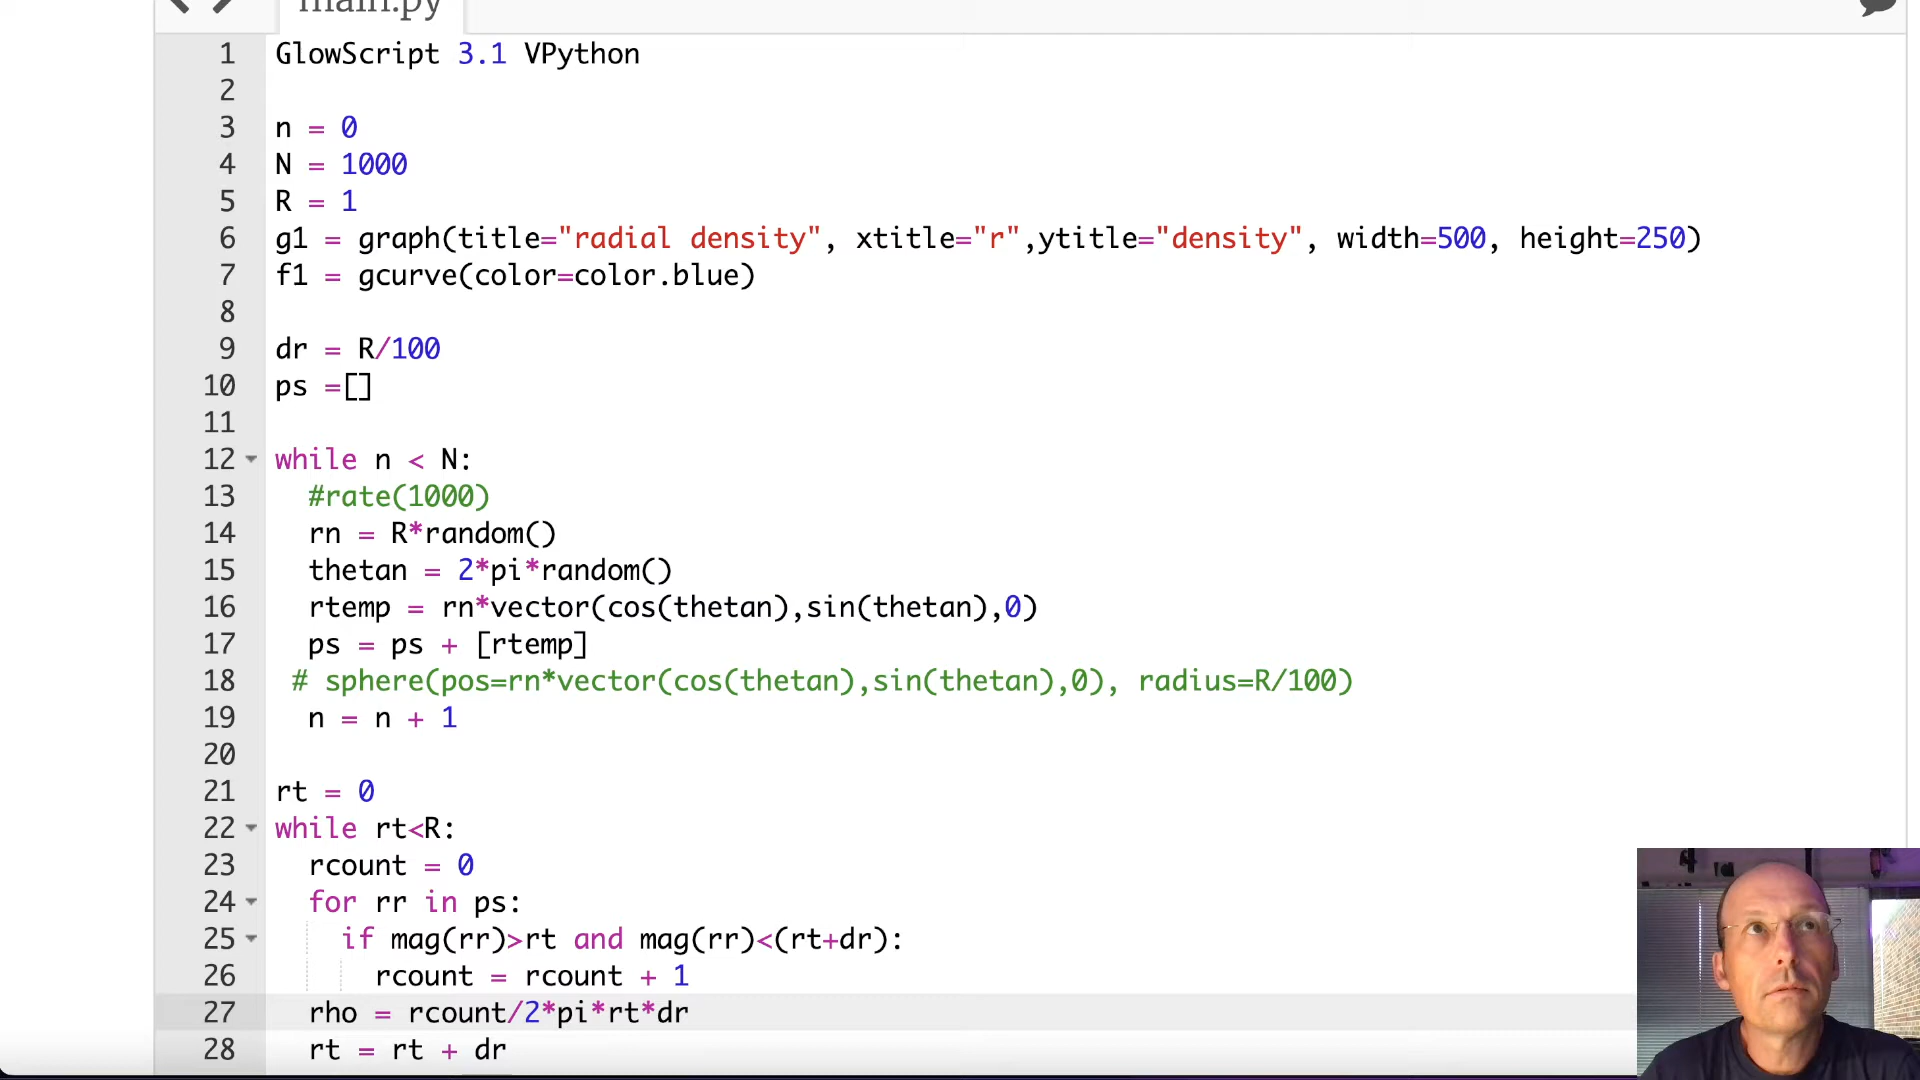 main.py
1 GlowScript 3.1 VPython
2
3 n = 0
4 N = 1000
5 R = 1
6 g1 = graph(title="radial density", xtitle="r",ytitle="density", width=500, height=250)
7 f1 = gcurve(color=color.blue)
8
9 dr = R/100
10 ps =[]
11
12 while n < N:
13 #rate(1000)
14 rn = R*random()
15 thetan = 2*pi*random()
16 rtemp = rn*vector(cos(thetan),sin(thetan),0)
17 ps = ps + [rtemp]
18 # sphere(pos=rn*vector(cos(thetan),sin(thetan),0), radius=R/100)
19 n = n + 1
20
21 rt = 0
22 while rt<R:
23 rcount = 0
24 for rr in ps:
25 if mag(rr)>rt and mag(rr)<(rt+dr):
26 rcount = rcount + 1
27 rho = rcount/2*pi*rt*dr
28 rt = rt + dr